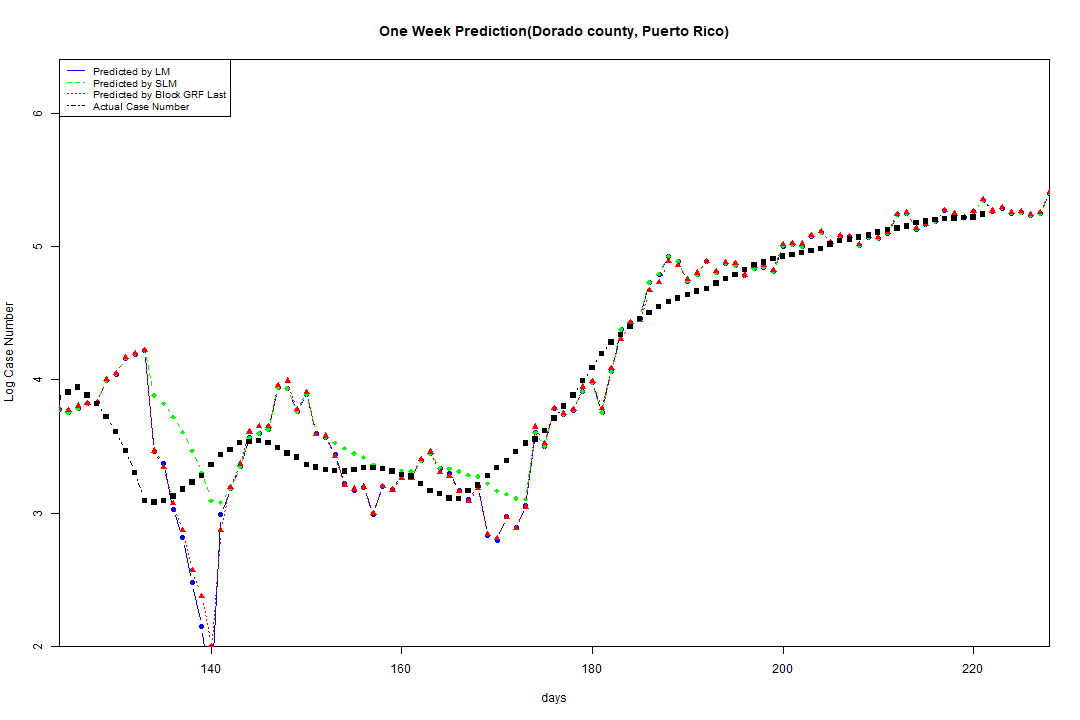 One Week Prediction(Dorado county, Puerto Rico)
Predicted by LM
Predicted by SLM
Predicted by Block GRF Last
Actual Case Number
6
5
4
3
2
Log Case Number
140 160 180 200 220
days